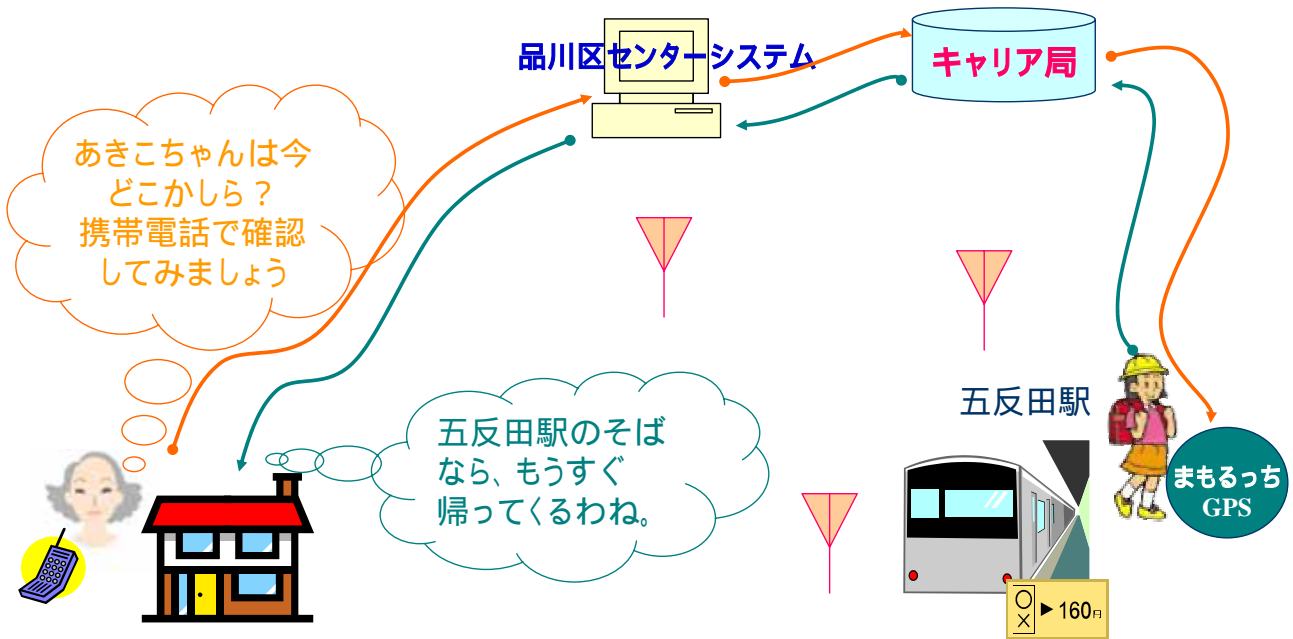 品川区センターシステム
キャリア局
あきこちゃんは今
どこかしら？
携帯電話で確認
してみましょう
五反田駅のそば
なら、もうすぐ
帰ってくるわね。
五反田駅
まもるっち
GPS
○
×
▶160円